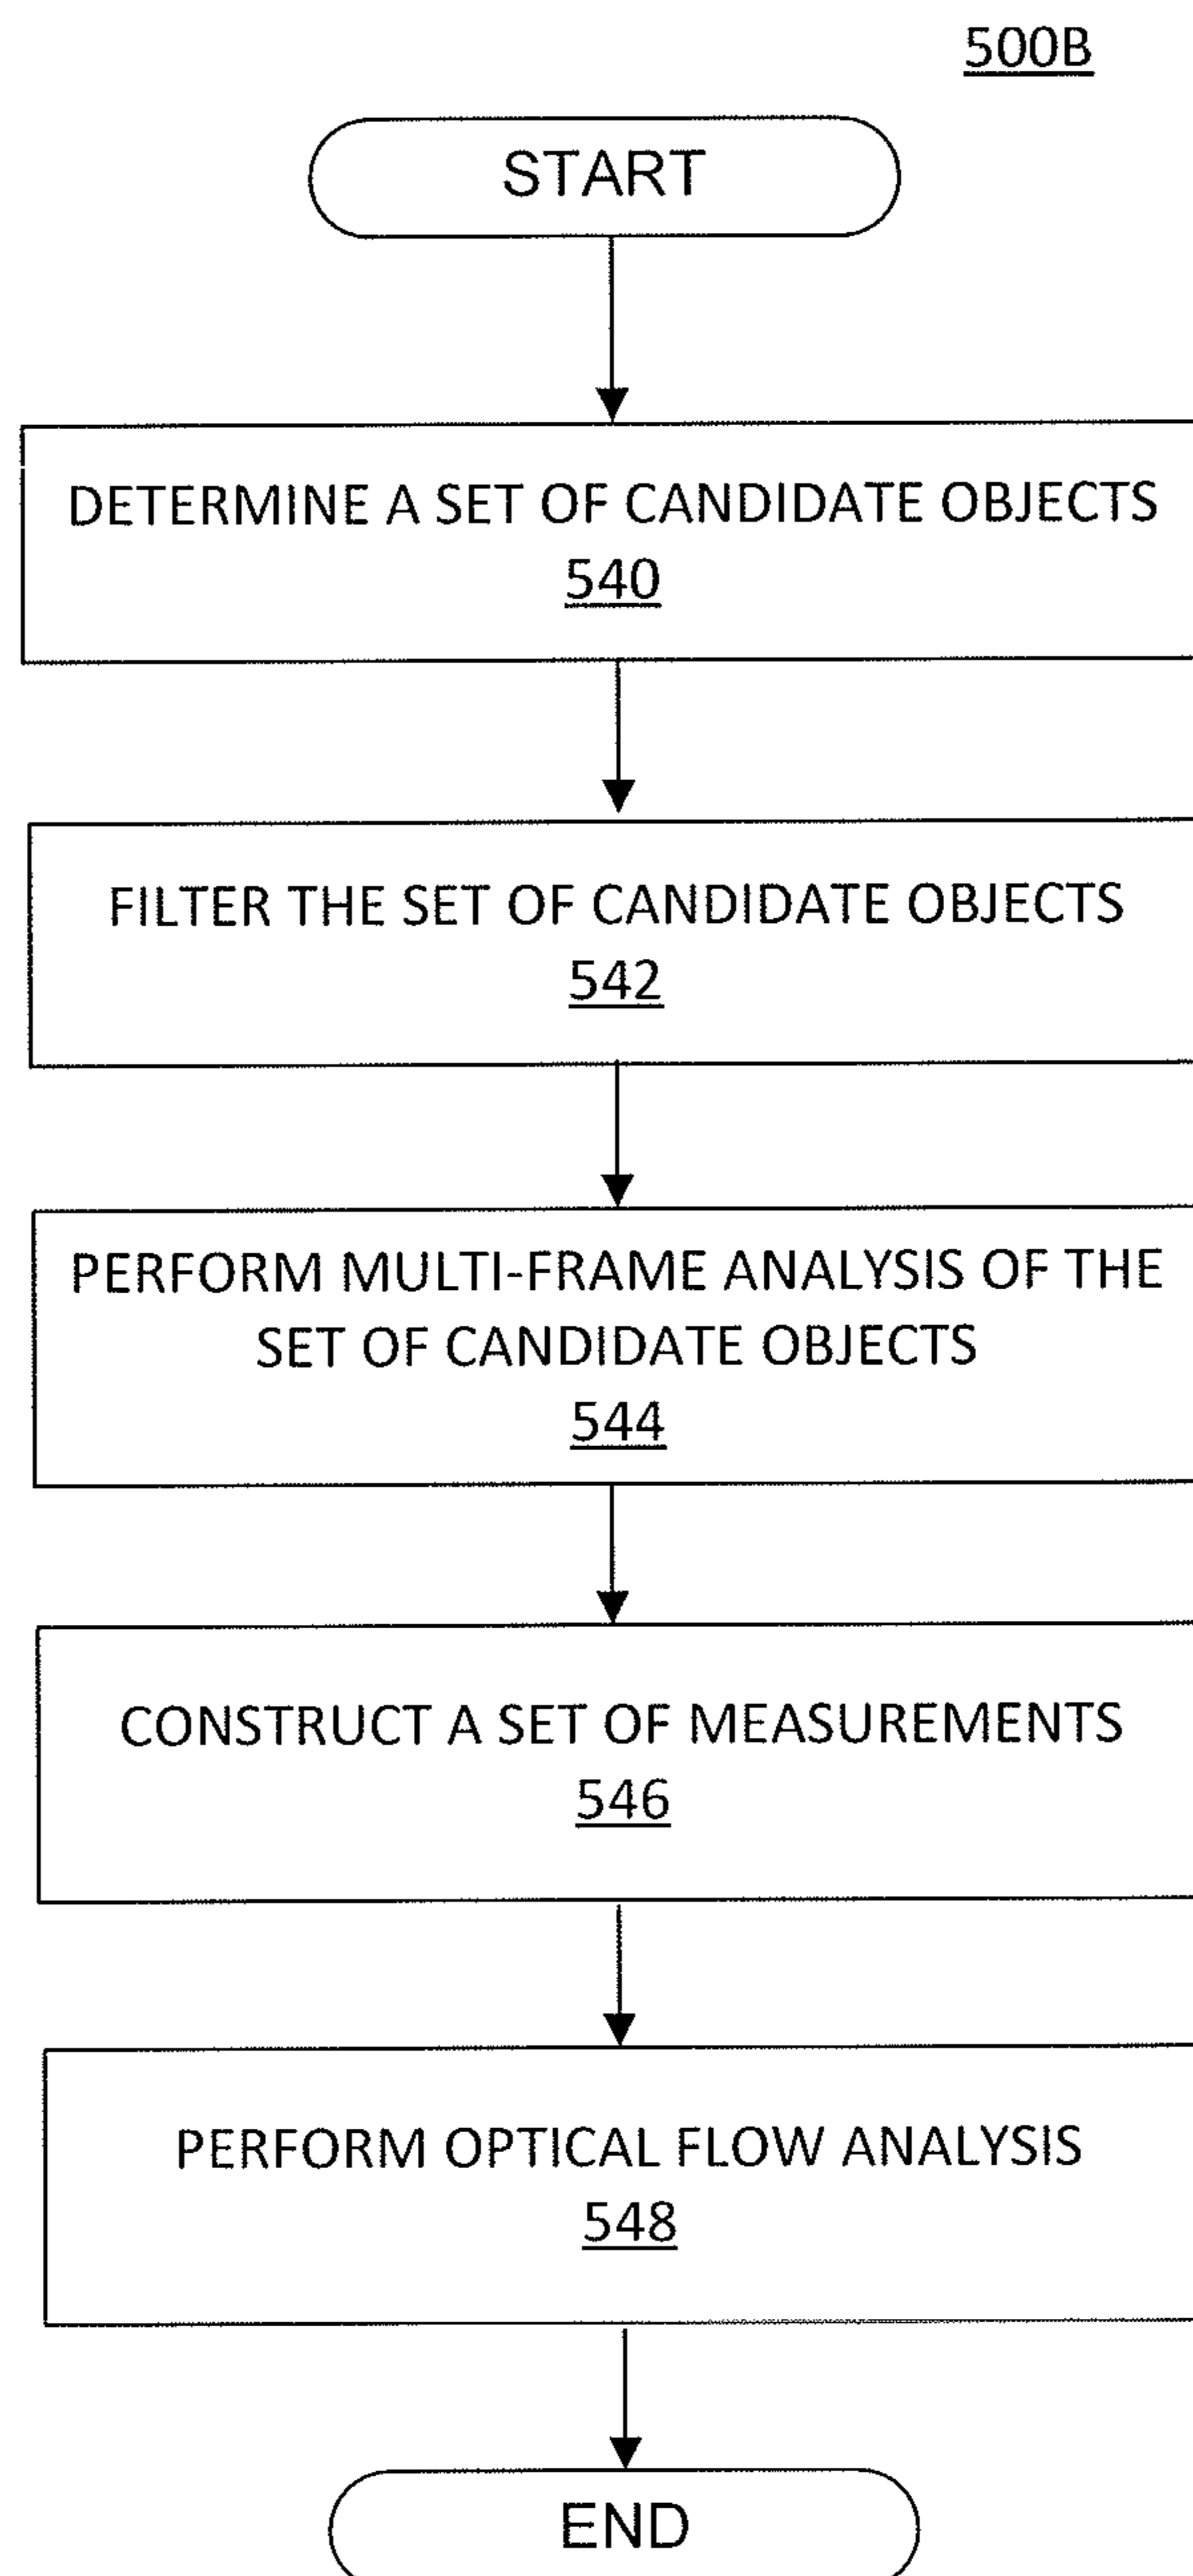 500B
START
DETERMINE A SET OF CANDIDATE OBJECTS
540
FILTER THE SET OF CANDIDATE OBJECTS
542
PERFORM MULTI-FRAME ANALYSIS OF THE
SET OF CANDIDATE OBJECTS
544
CONSTRUCT A SET OF MEASUREMENTS
546
PERFORM OPTICAL FLOW ANALYSIS
548
END